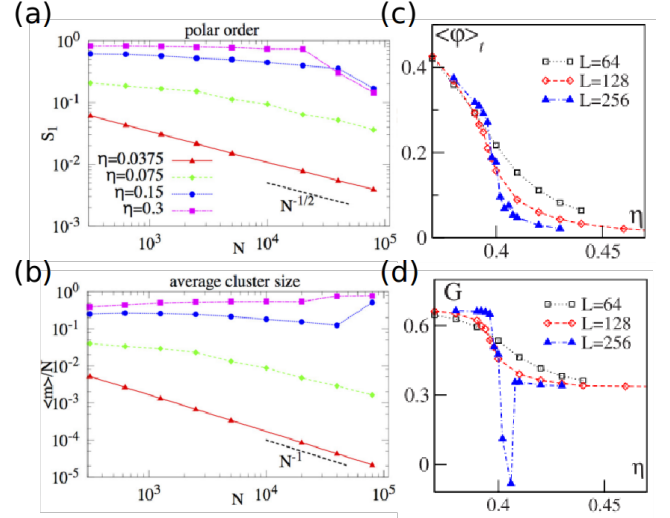 (a)
polar order
10^0
10^-1
10^-2
10^-3
S_1
η=0.0375
η=0.075
η=0.15
η=0.3
N^-1/2
10^3
10^4
10^5
N
(b)
average cluster size
10^0
10^-1
10^-2
10^-3
10^-4
10^-5
<m>/N
N^-1
10^3
10^4
10^5
N
(c)
<φ>_t
L=64
L=128
L=256
0.4
0.2
0
0.4
0.45
η
(d)
G
L=64
L=128
L=256
0.6
0.3
0
0.4
0.45
η